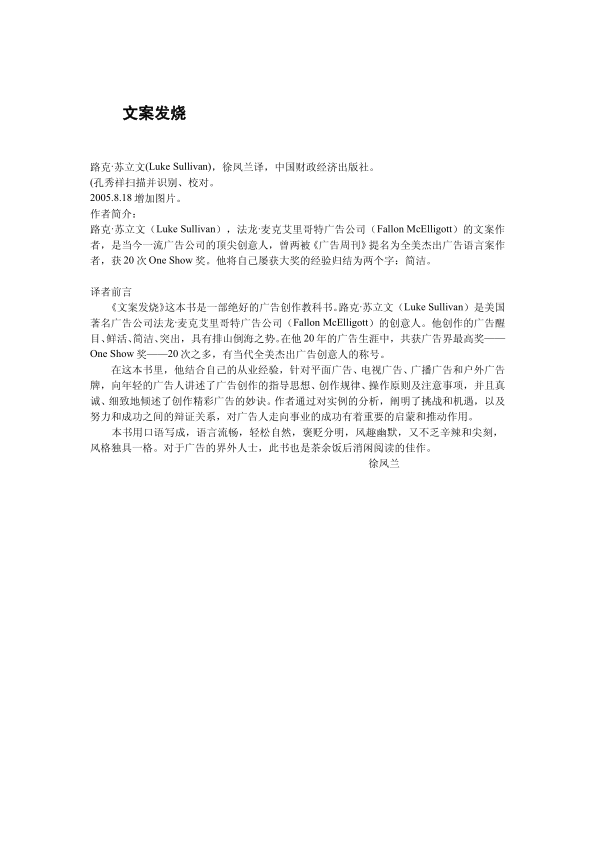 文案发烧
路克·苏立文(Luke Sullivan)，徐凤兰译，中国财政经济出版社。
(孔秀祥扫描并识别、校对。
2005.8.18 增加图片。
作者简介：
路克·苏立文（Luke Sullivan），法龙·麦克艾里哥特广告公司（Fallon McElligott）的文案作
者，是当今一流广告公司的顶尖创意人，曾两被《广告周刊》提名为全美杰出广告语言案作
者，获 20 次 One Show 奖。他将自己屡获大奖的经验归结为两个字：简洁。
译者前言
《文案发烧》这本书是一部绝好的广告创作教科书。路克·苏立文（Luke Sullivan）是美国
著名广告公司法龙·麦克艾里哥特广告公司（Fallon McElligott）的创意人。他创作的广告醒
目、鲜活、简洁、突出，具有排山倒海之势。在他 20 年的广告生涯中，共获广告界最高奖——
One Show 奖——20 次之多，有当代全美杰出广告创意人的称号。
在这本书里，他结合自己的从业经验，针对平面广告、电视广告、广播广告和户外广告
牌，向年轻的广告人讲述了广告创作的指导思想、创作规律、操作原则及注意事项，并且真
诚、细致地倾述了创作精彩广告的妙诀。作者通过对实例的分析，阐明了挑战和机遇，以及
努力和成功之间的辩证关系，对广告人走向事业的成功有着重要的启蒙和推动作用。
本书用口语写成，语言流畅，轻松自然，褒贬分明，风趣幽默，又不乏辛辣和尖刻，
风格独具一格。对于广告的界外人士，此书也是茶余饭后消闲阅读的佳作。
徐凤兰